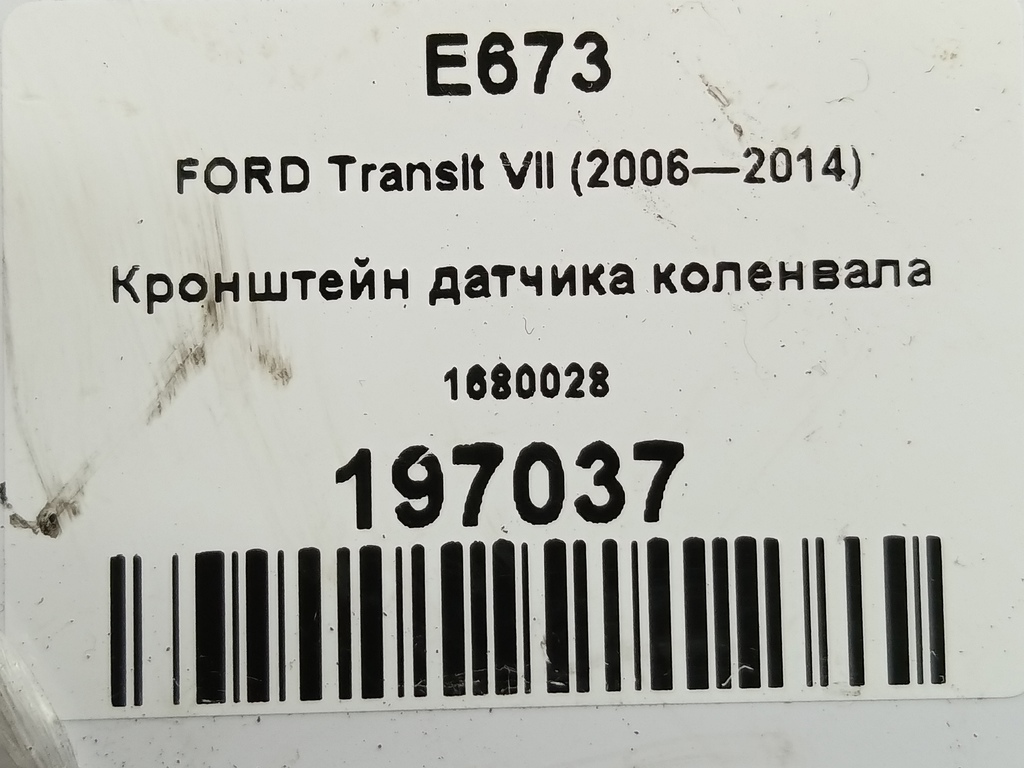 E673
FORD Transit VII (2006—2014)
Кронштейн датчика коленвала
1680028
197037